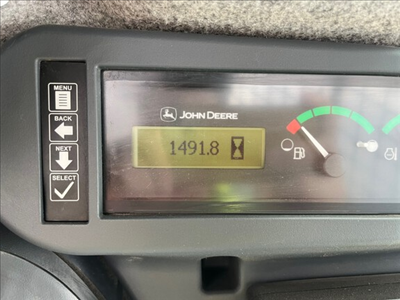 MENU
BACK
NEXT
SELECT
JOHN DEERE
1491.8